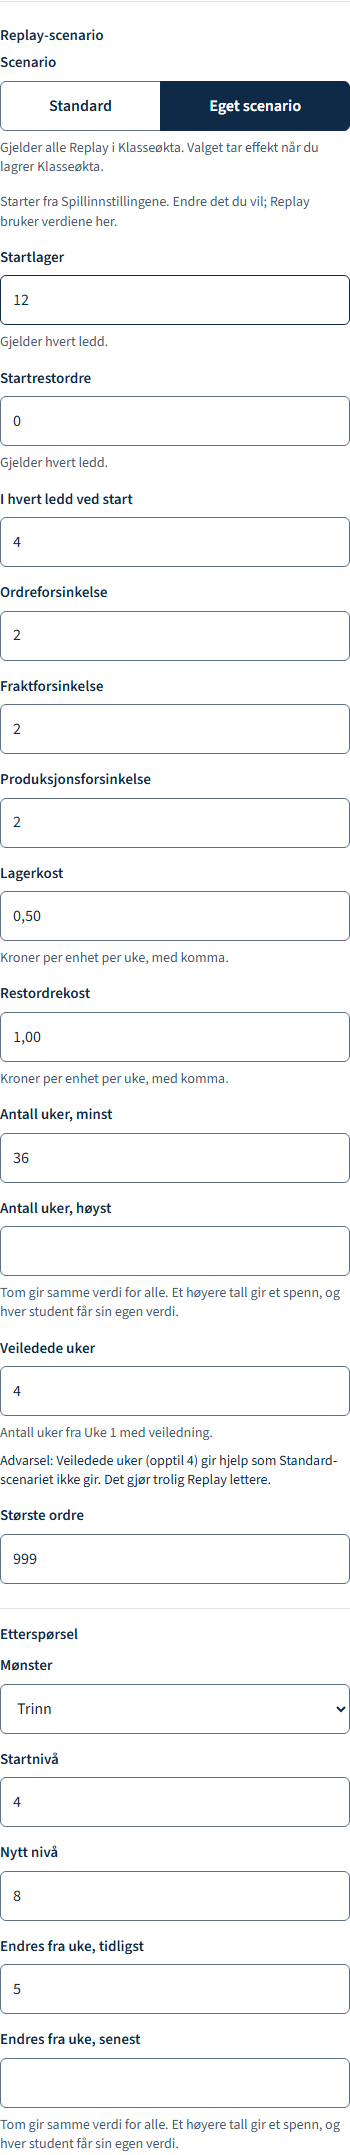 Replay-scenario
Scenario
Standard
Eget scenario
Gjelder alle Replay i Klasseøkta. Valget tar effekt når du
lagrer Klasseøkta.
Starter fra Spillinnstillingene. Endre det du vil; Replay
bruker verdiene her.
Startlager
12
Gjelder hvert ledd.
Startrestordre
0
Gjelder hvert ledd.
I hvert ledd ved start
4
Ordreforsinkelse
2
Fraktforsinkelse
2
Produksjonsforsinkelse
2
Lagerkost
0,50
Kroner per enhet per uke, med komma.
Restordrekost
1,00
Kroner per enhet per uke, med komma.
Antall uker, minst
36
Antall uker, høyst
Tom gir samme verdi for alle. Et høyere tall gir et spenn, og
hver student får sin egen verdi.
Veiledede uker
4
Antall uker fra Uke 1 med veiledning.
Advarsel: Veiledede uker (opptil 4) gir hjelp som Standard-
scenariet ikke gir. Det gjør trolig Replay lettere.
Største ordre
999
Etterspørsel
Mønster
Trinn
Startnivå
4
Nytt nivå
8
Endres fra uke, tidligst
5
Endres fra uke, senest
Tom gir samme verdi for alle. Et høyere tall gir et spenn, og
hver student får sin egen verdi.